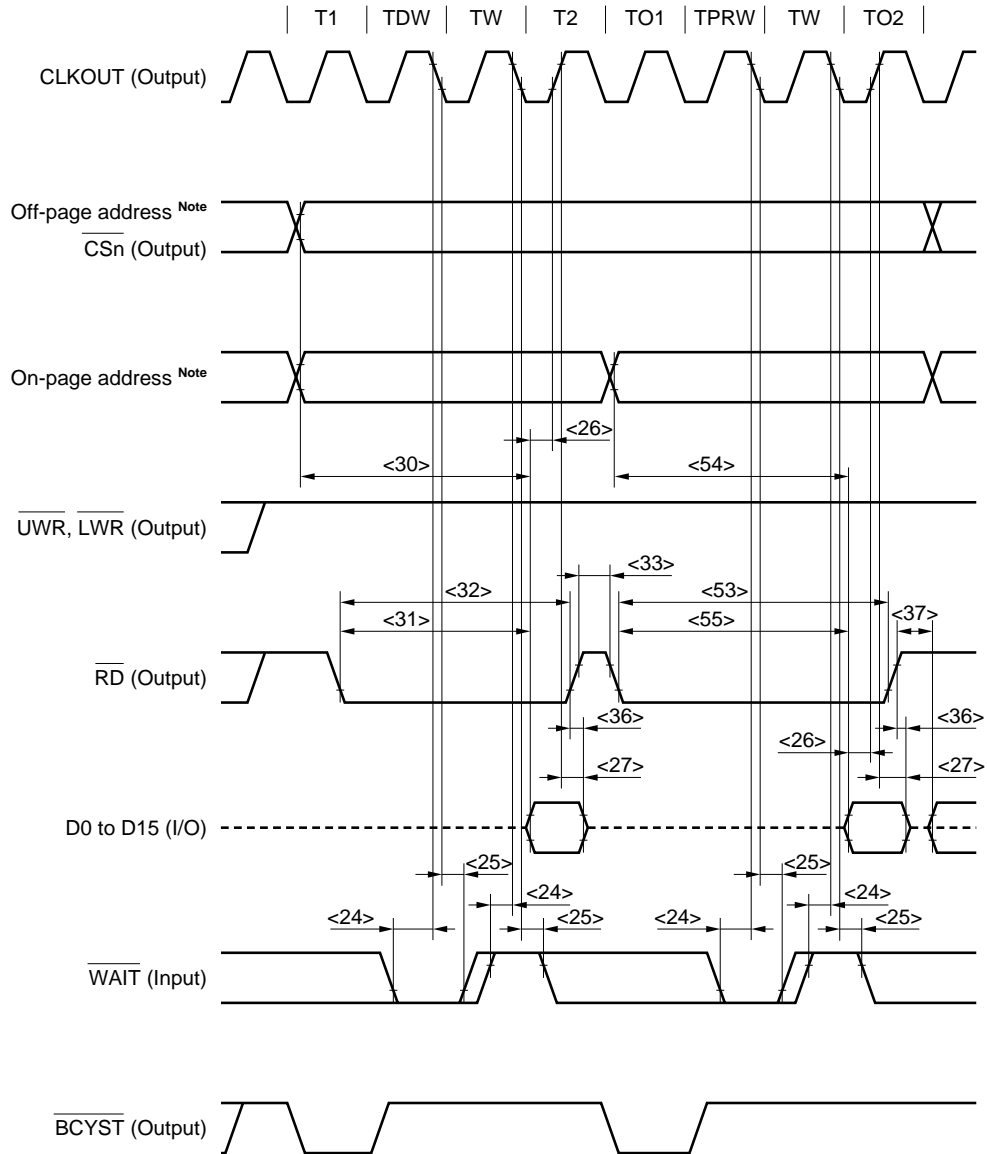 T1 TDW TW T2 TO1 TPRW TW TO2
CLKOUT (Output)
Off-page address Note
CSn (Output)
On-page address Note
<26>
<30> <54>
UWR, LWR (Output)
<33>
<32> <53>
<37>
<31> <55>
RD (Output)
<36> <36>
<26>
<27> <27>
D0 to D15 (I/O)
<25> <25>
<24> <24>
<24> <25> <24> <25>
WAIT (Input)
BCYST (Output)